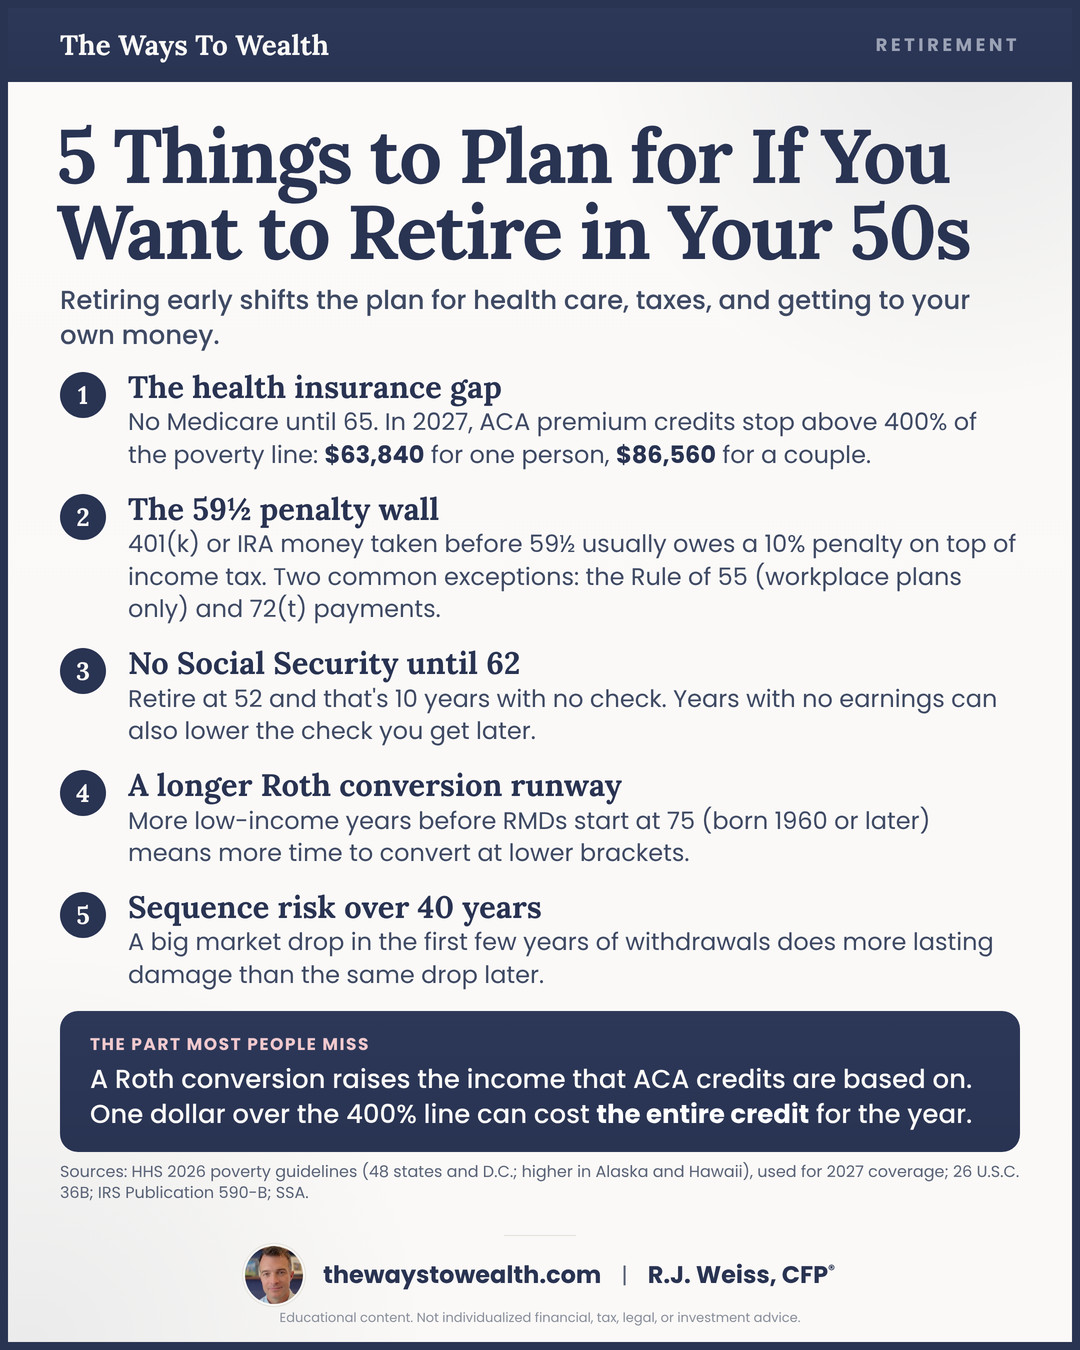 The Ways To Wealth
RETIREMENT
5 Things to Plan for If You
Want to Retire in Your 50s
Retiring early shifts the plan for health care, taxes, and getting to your
own money.
1
The health insurance gap
No Medicare until 65. In 2027, ACA premium credits stop above 400% of
the poverty line: $63,840 for one person, $86,560 for a couple.
2
The 59½ penalty wall
401(k) or IRA money taken before 59½ usually owes a 10% penalty on top of
income tax. Two common exceptions: the Rule of 55 (workplace plans
only) and 72(t) payments.
3
No Social Security until 62
Retire at 52 and that's 10 years with no check. Years with no earnings can
also lower the check you get later.
4
A longer Roth conversion runway
More low-income years before RMDs start at 75 (born 1960 or later)
means more time to convert at lower brackets.
5
Sequence risk over 40 years
A big market drop in the first few years of withdrawals does more lasting
damage than the same drop later.
THE PART MOST PEOPLE MISS
A Roth conversion raises the income that ACA credits are based on.
One dollar over the 400% line can cost the entire credit for the year.
Sources: HHS 2026 poverty guidelines (48 states and D.C.; higher in Alaska and Hawaii), used for 2027 coverage; 26 U.S.C.
36B; IRS Publication 590-B; SSA.
thewaystowealth.com | R.J. Weiss, CFP®
Educational content. Not individualized financial, tax, legal, or investment advice.